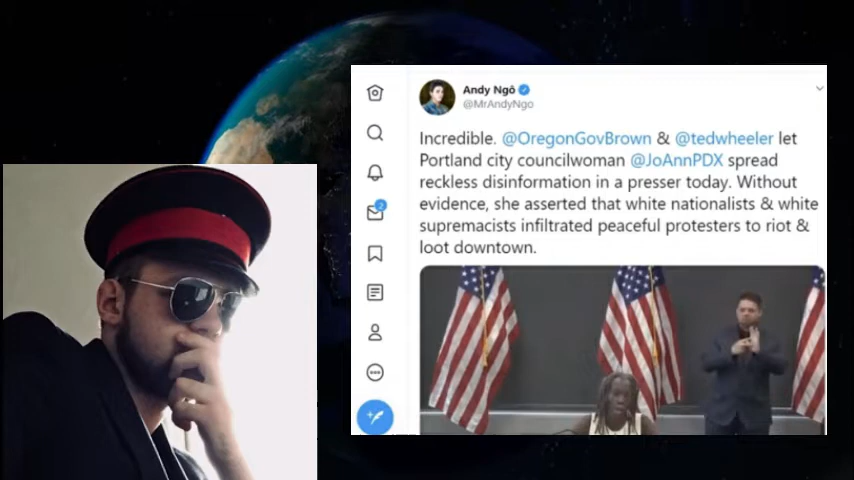 Andy Ngô
@MrAndyNgo
Incredible. @OregonGovBrown & @tedwheeler let
Portland city councilwoman @JoAnnPDX spread
reckless disinformation in a presser today. Without
evidence, she asserted that white nationalists & white
supremacists infiltrated peaceful protesters to riot &
loot downtown.
2